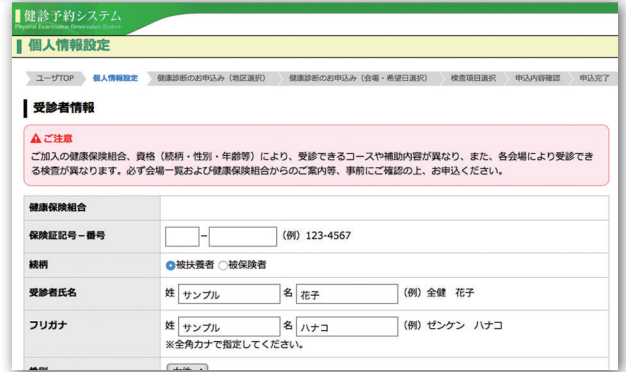 健診予約システム
Physical Examination Reservation System
個人情報設定
ユーザTOP 個人情報設定 健康診断のお申込み（地区選択） 健康診断のお申込み（会場・希望日選択） 検査項目選択 申込内容確認 申込完了
受診者情報
ご注意
ご加入の健康保険組合、資格（続柄・性別・年齢等）により、受診できるコースや補助内容が異なり、また、各会場により受診でき
る検査が異なります。必ず会場一覧および健康保険組合からのご案内等、事前にご確認の上、お申込ください。
健康保険組合
保険証記号－番号 － （例）123-4567
続柄 被扶養者 被保険者
受診者氏名 姓 サンプル 名 花子 （例）全健 花子
フリガナ 姓 サンプル 名 ハナコ （例）ゼンケン ハナコ
※全角カナで指定してください。
性別 女性